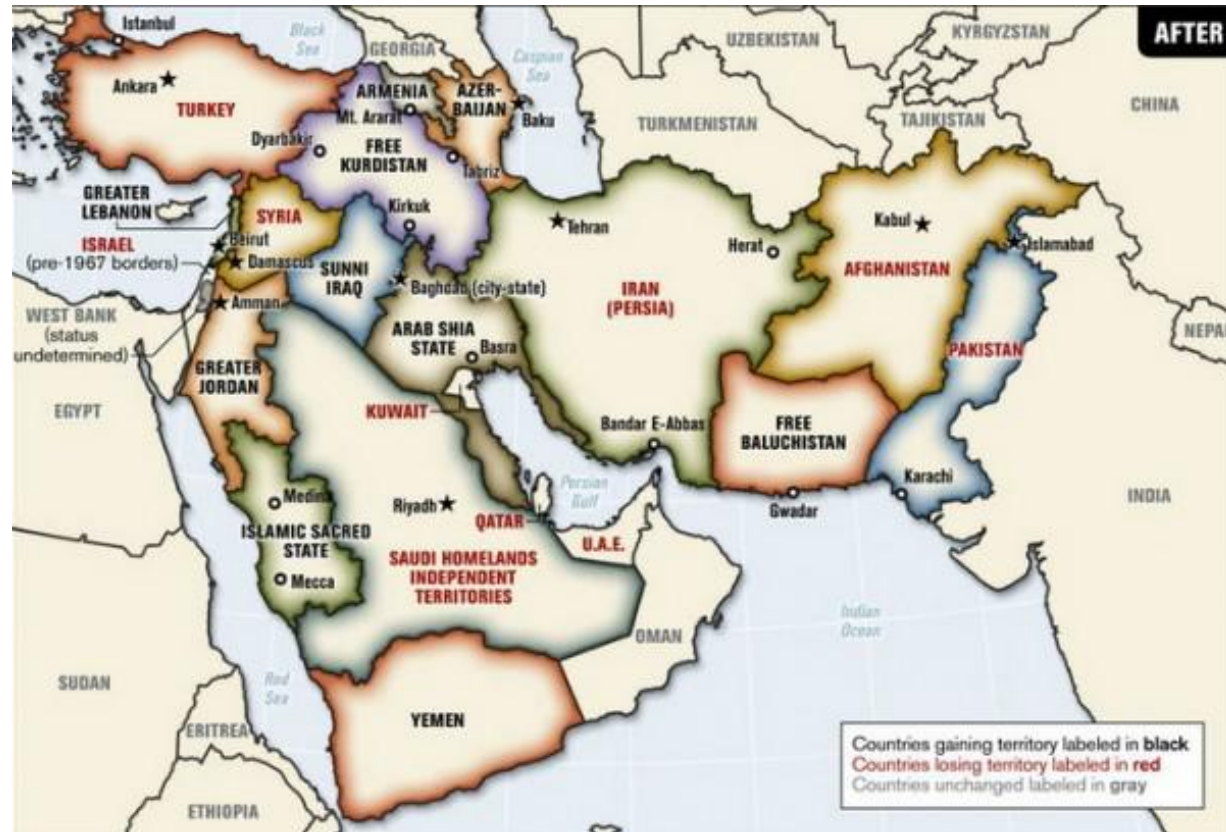 AFTER
Istanbul
Black
Sea
GEORGIA
Caspian
Sea
UZBEKISTAN
KYRGYZSTAN
Ankara
TURKEY
ARMENIA
Mt. Ararat
AZER-
BAIJAN
Baku
TURKMENISTAN
TAJIKISTAN
CHINA
Dyarbakir
FREE
KURDISTAN
Tabriz
GREATER
LEBANON
SYRIA
Kirkuk
Tehran
Herat
Kabul
Islamabad
ISRAEL
(pre-1967 borders)
Beirut
Damascus
SUNNI
IRAQ
Baghdad (city-state)
IRAN
(PERSIA)
AFGHANISTAN
WEST BANK
(status
undetermined)
Amman
ARAB SHIA
STATE
Basra
PAKISTAN
NEPAL
EGYPT
GREATER
JORDAN
KUWAIT
Bandar E-Abbas
FREE
BALUCHISTAN
Karachi
Gwadar
INDIA
Medina
ISLAMIC SACRED
STATE
Mecca
Riyadh
Persian
Gulf
QATAR
U.A.E.
SAUDI HOMELANDS
INDEPENDENT
TERRITORIES
OMAN
Indian
Ocean
SUDAN
Red
Sea
ERITREA
YEMEN
ETHIOPIA
Countries gaining territory labeled in black
Countries losing territory labeled in red
Countries unchanged labeled in gray